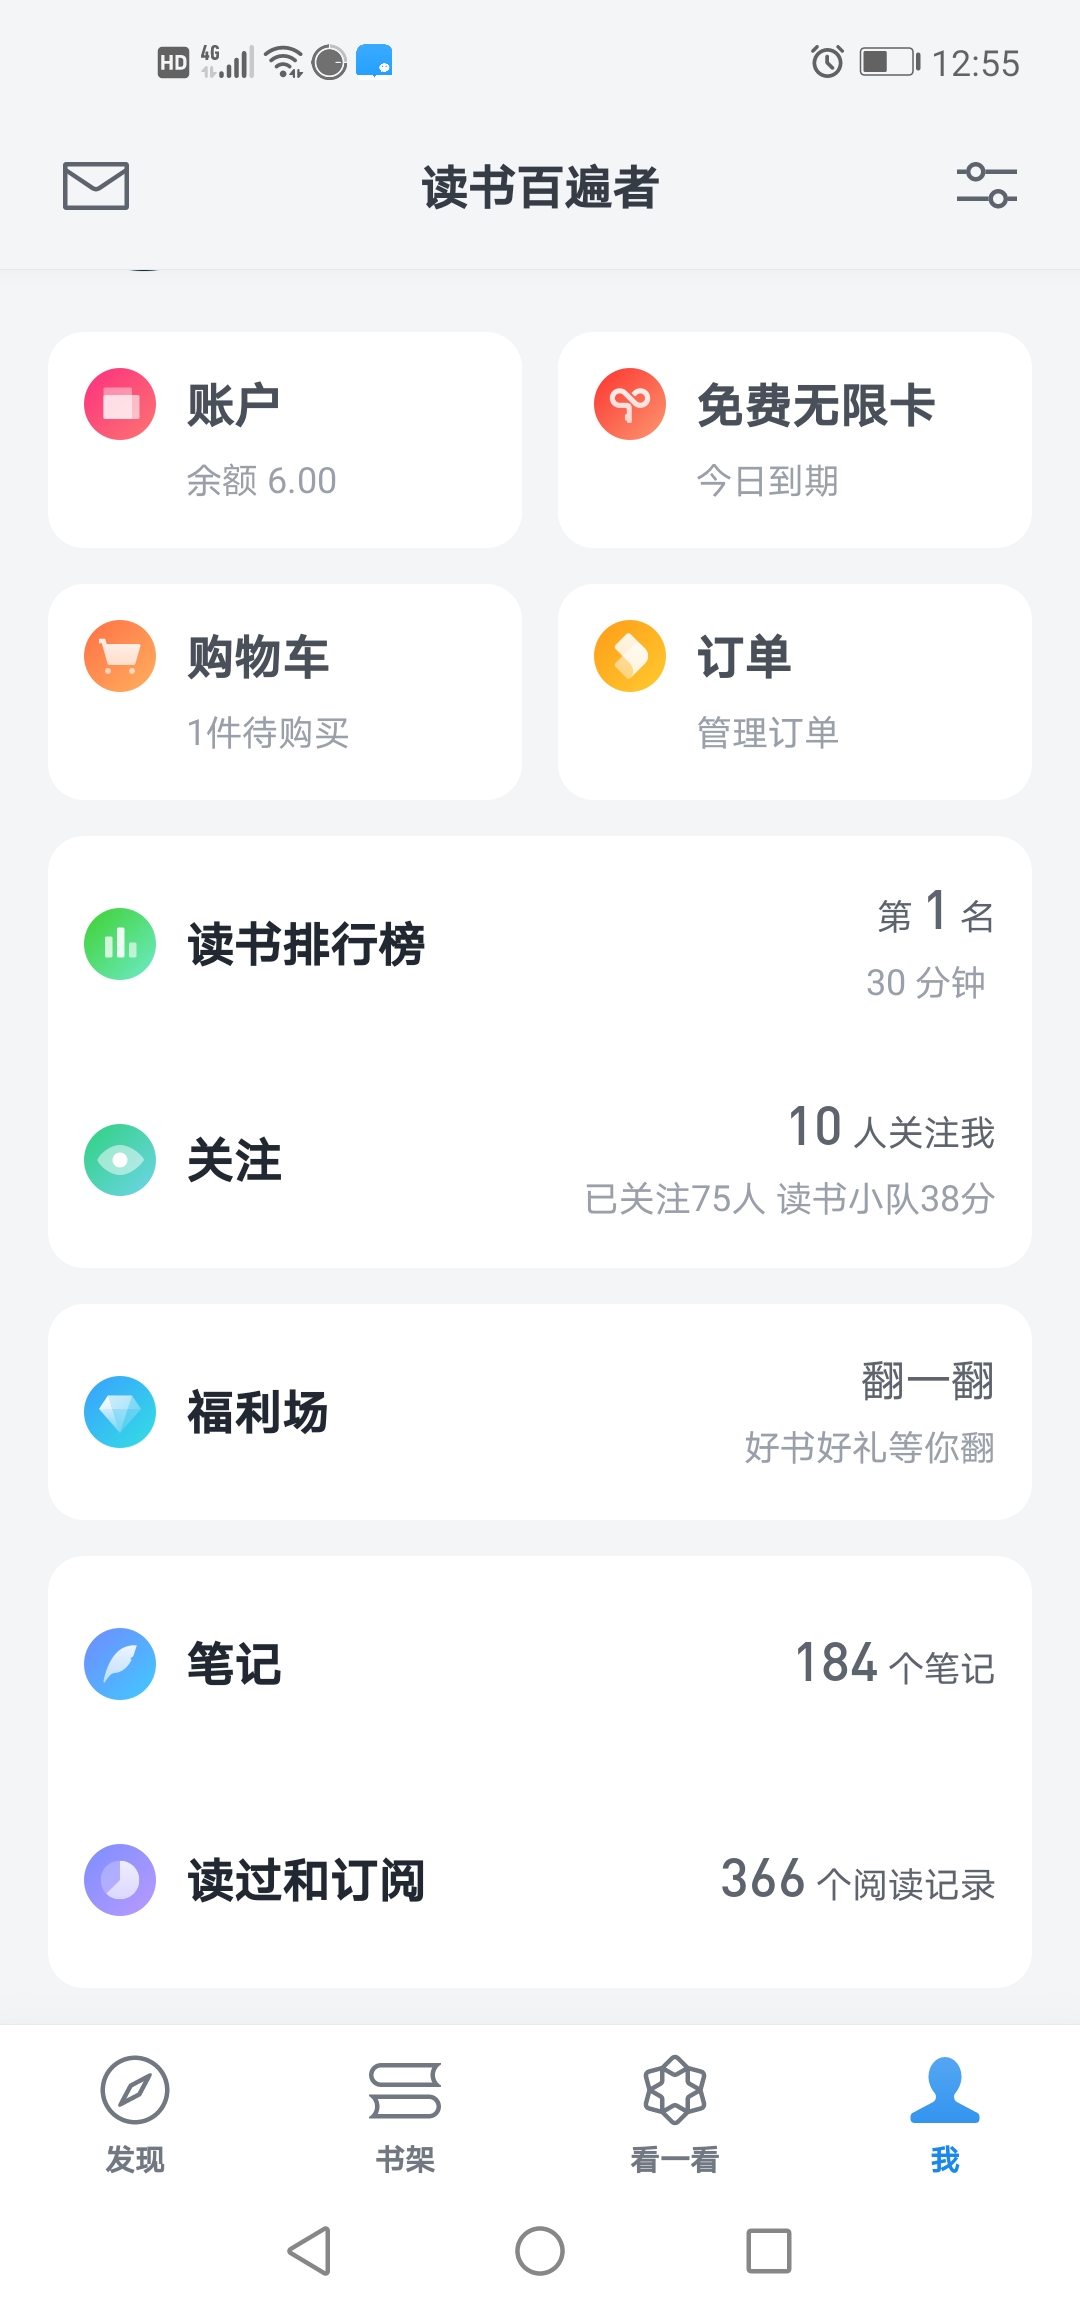 HD 4G 12:55
读书百遍者
账户
余额 6.00
免费无限卡
今日到期
购物车
1件待购买
订单
管理订单
读书排行榜
第 1 名
30 分钟
关注
10 人关注我
已关注75人 读书小队38分
福利场
翻一翻
好书好礼等你翻
笔记
184 个笔记
读过和订阅
366 个阅读记录
发现
书架
看一看
我